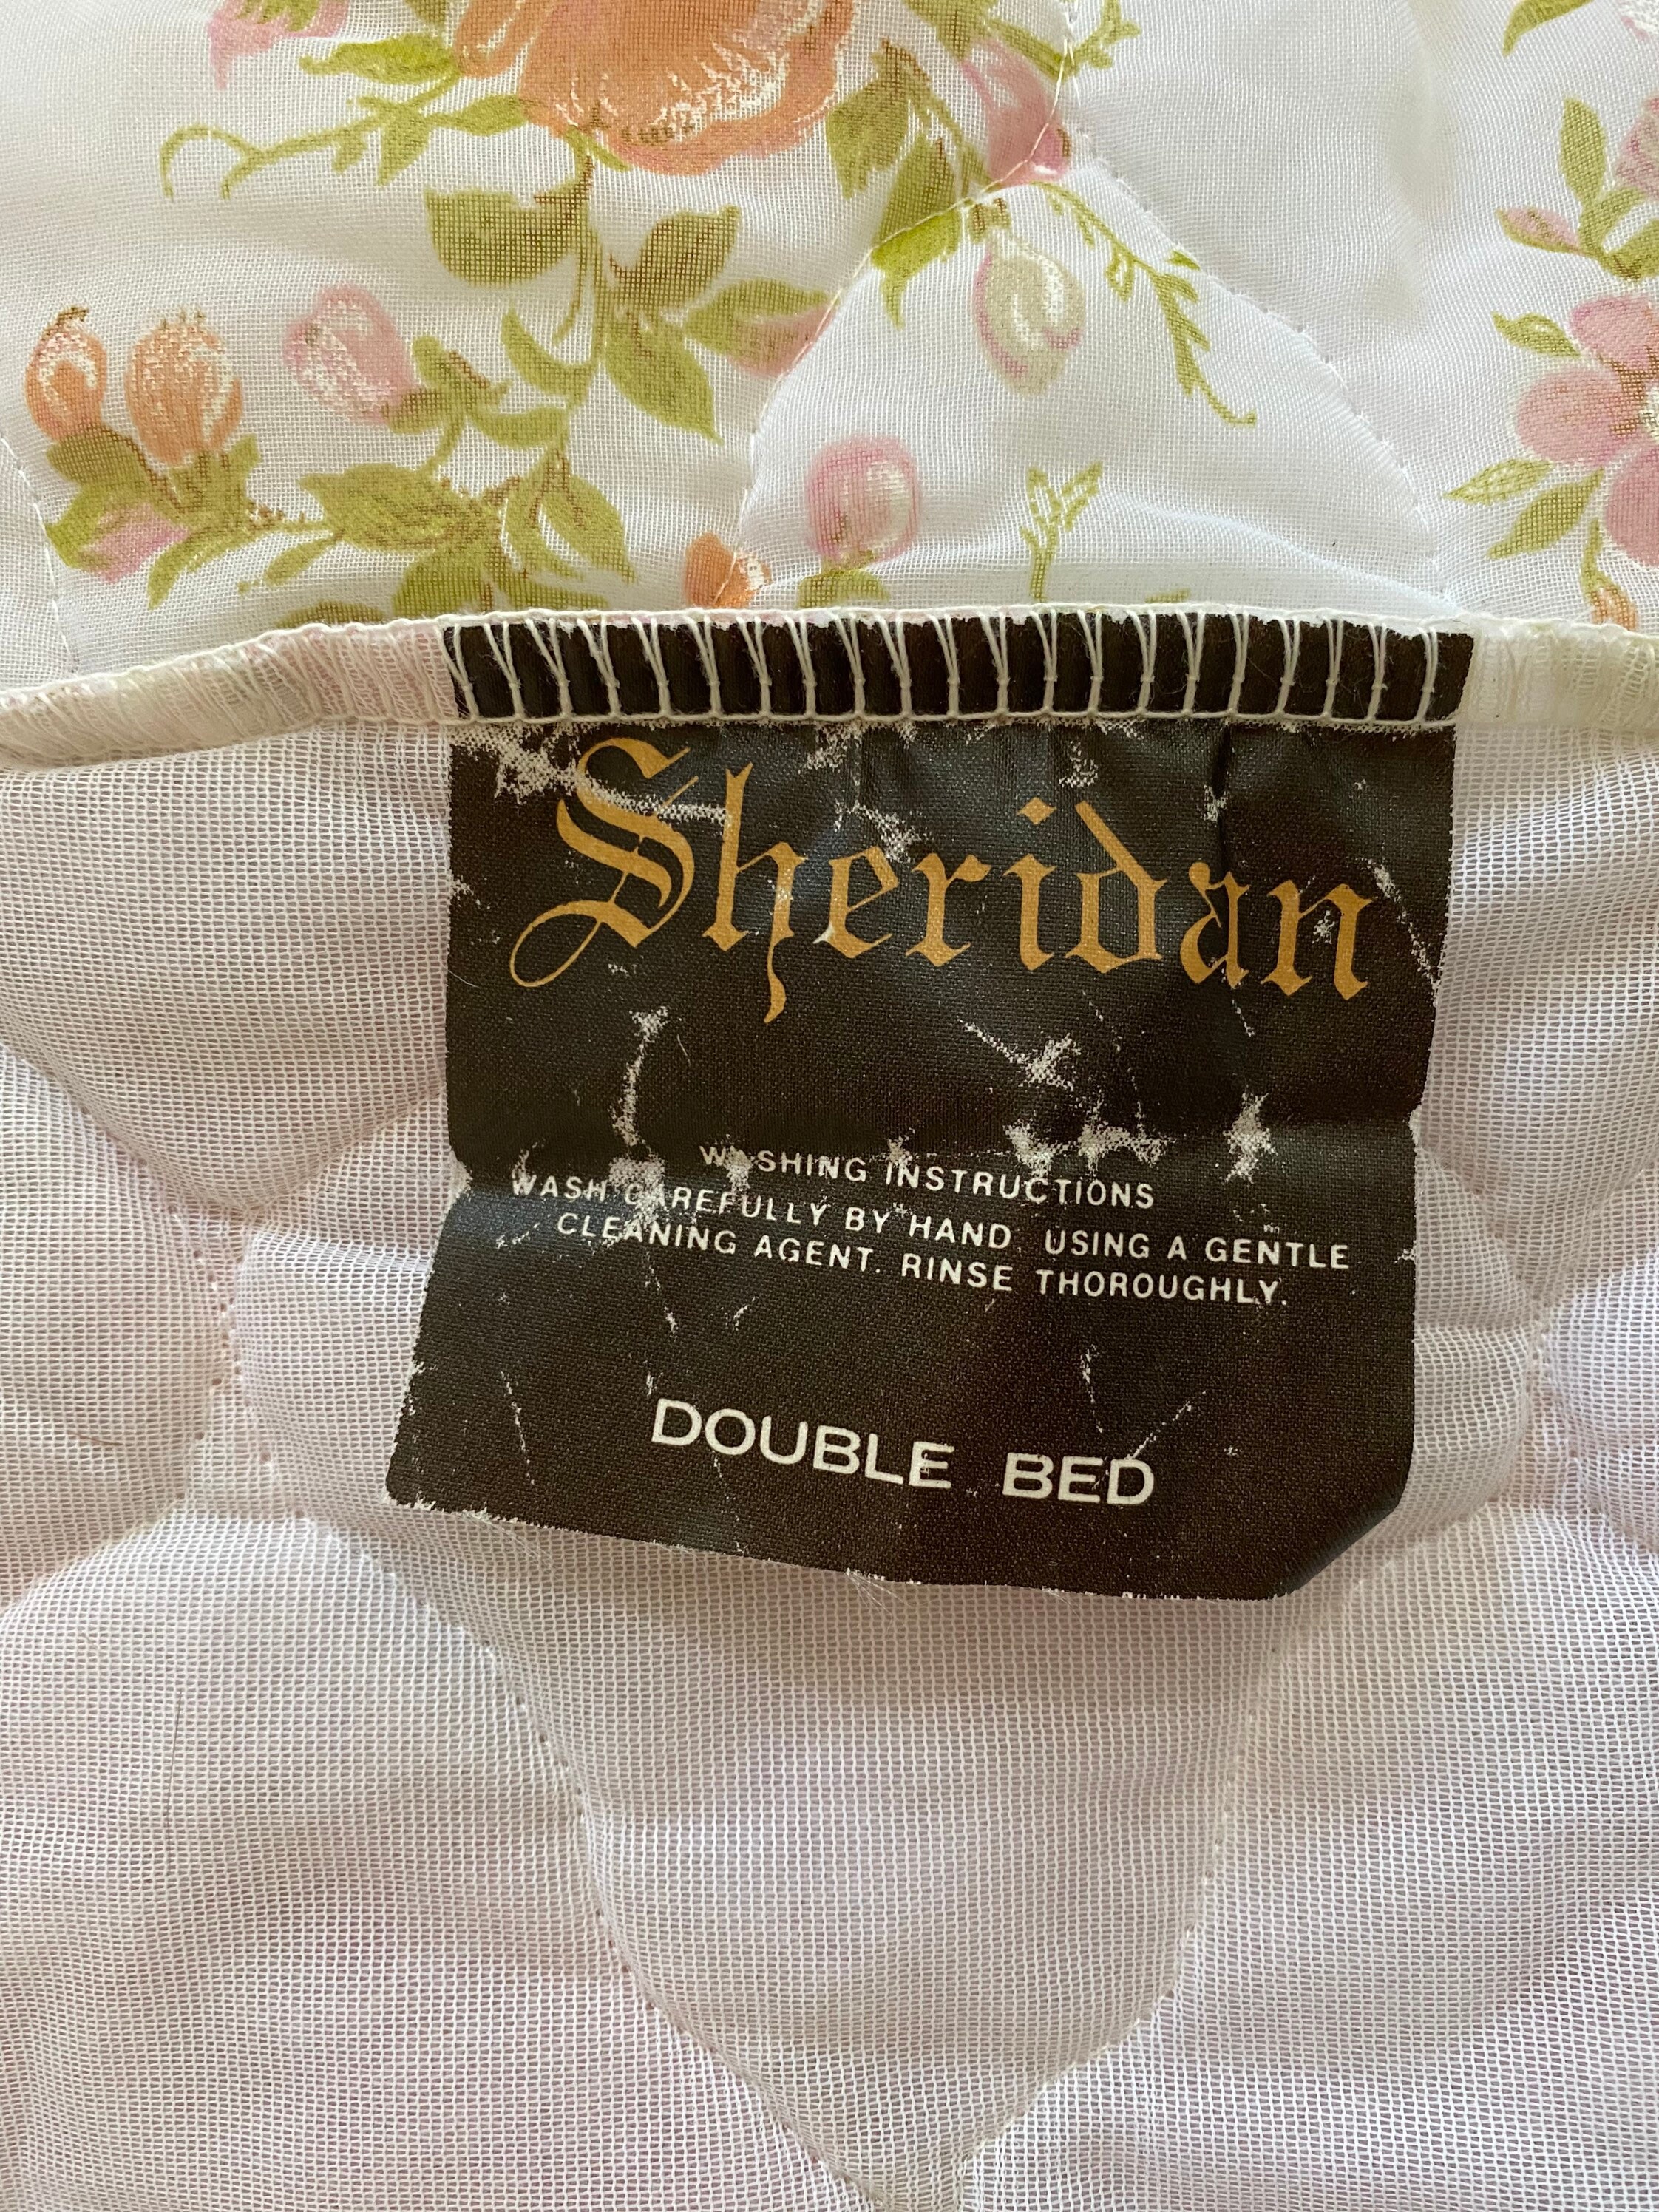 Sheridan
WASHING INSTRUCTIONS
WASH CAREFULLY BY HAND. USING A GENTLE
CLEANING AGENT. RINSE THOROUGHLY.
DOUBLE BED